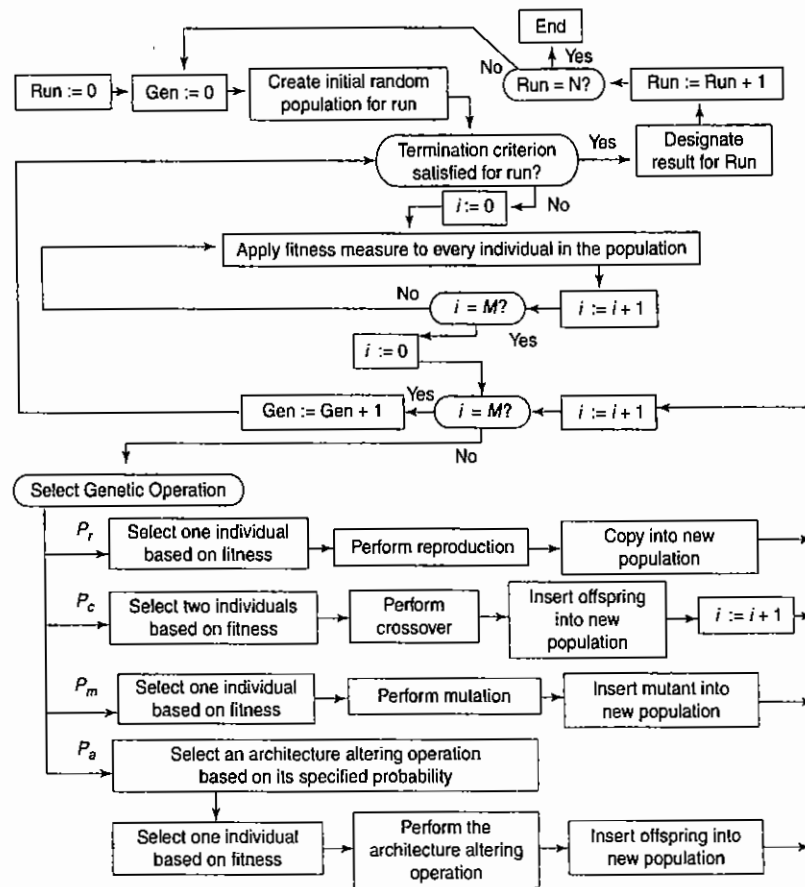 End
No
Yes
Run := 0
Gen := 0
Create initial random
population for run
Run = N?
Run := Run + 1
Termination criterion
satisfied for run?
Yes
Designate
result for Run
i := 0
No
Apply fitness measure to every individual in the population
No
i = M?
i := i + 1
Yes
i := 0
Gen := Gen + 1
Yes
i = M?
i := i + 1
No
Select Genetic Operation
Pr
Select one individual
based on fitness
Perform reproduction
Copy into new
population
Pc
Select two individuals
based on fitness
Perform
crossover
Insert offspring
into new
population
i := i + 1
Pm
Select one individual
based on fitness
Perform mutation
Insert mutant into
new population
Pa
Select an architecture altering operation
based on its specified probability
Select one individual
based on fitness
Perform the
architecture altering
operation
Insert offspring into
new population